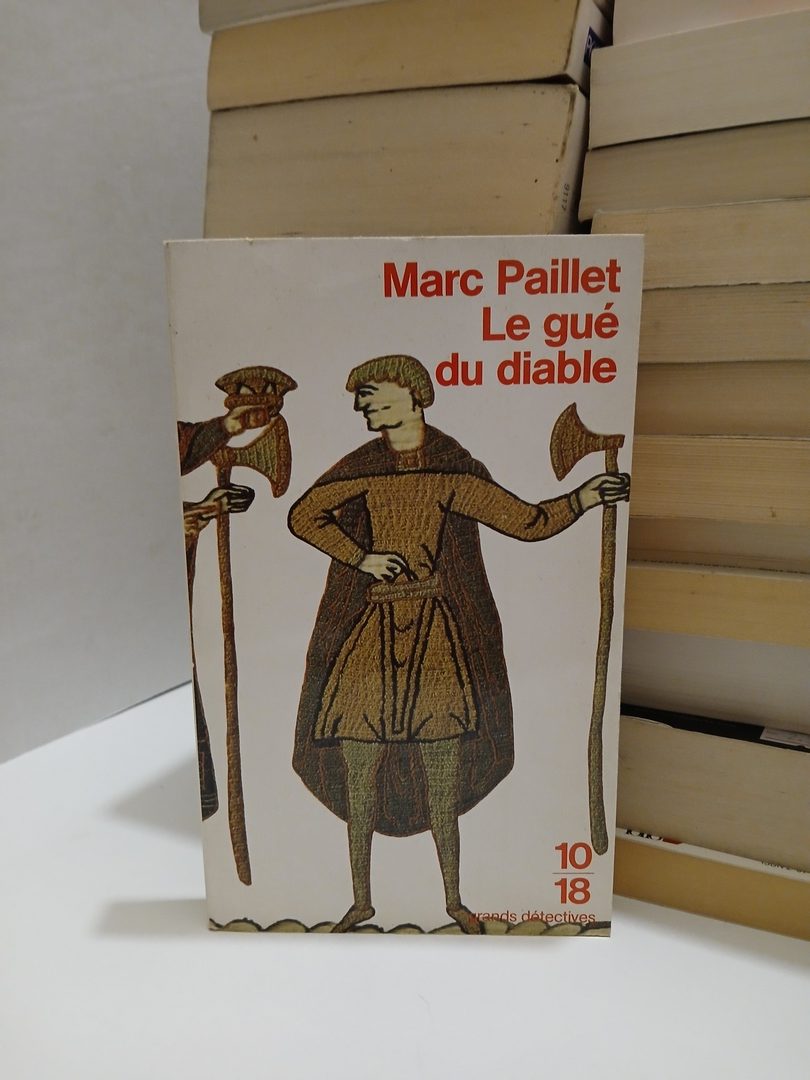 Marc Paillet
Le gué
du diable
10
18
grands détectives